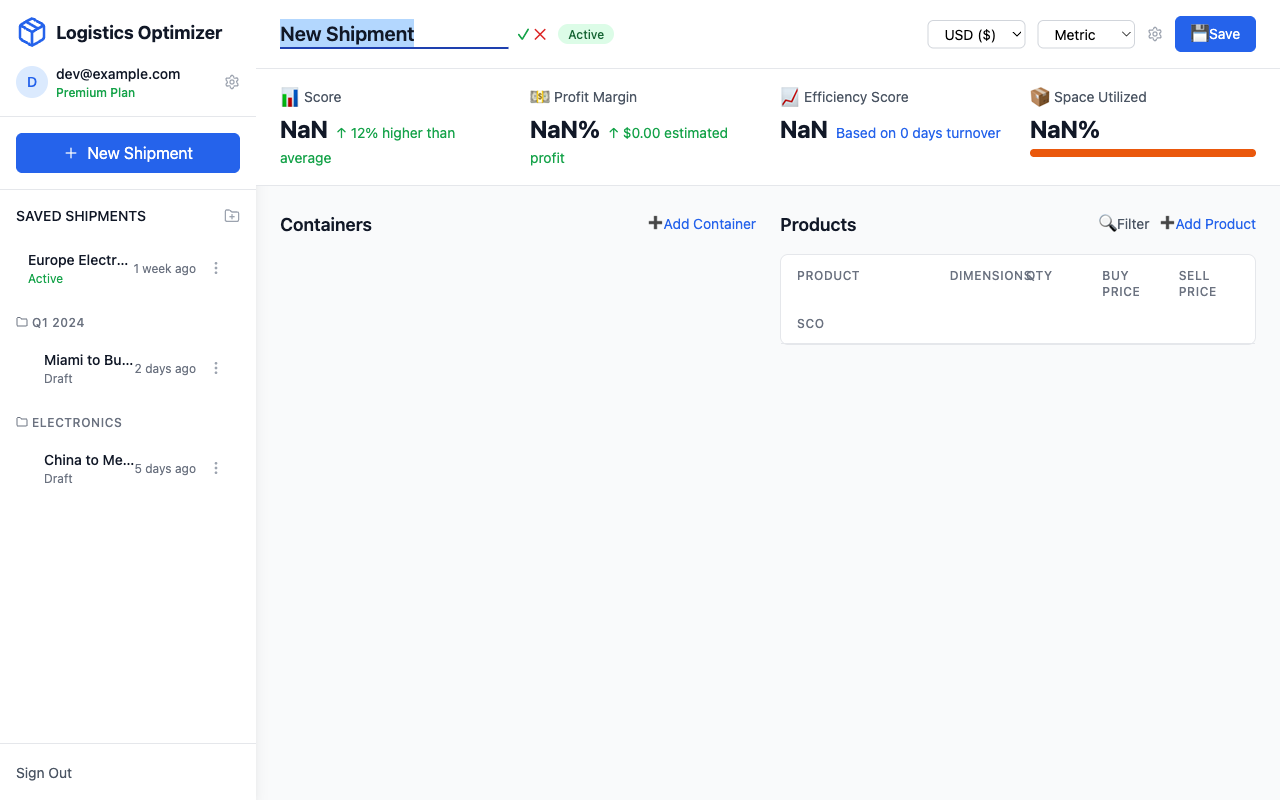 Logistics Optimizer
D
dev@example.com
Premium Plan
New Shipment
SAVED SHIPMENTS
Europe Electr...
1 week ago
Active
Q1 2024
Miami to Bu...
2 days ago
Draft
ELECTRONICS
China to Me...
5 days ago
Draft
Sign Out
New Shipment
Active
USD ($)
Metric
Save
Score
NaN ↑ 12% higher than
average
Profit Margin
NaN% ↑ $0.00 estimated
profit
Efficiency Score
NaN Based on 0 days turnover
Space Utilized
NaN%
Containers
Add Container
Products
Filter
Add Product
PRODUCT
DIMENSIONS
QTY
BUY
PRICE
SELL
PRICE
SCO